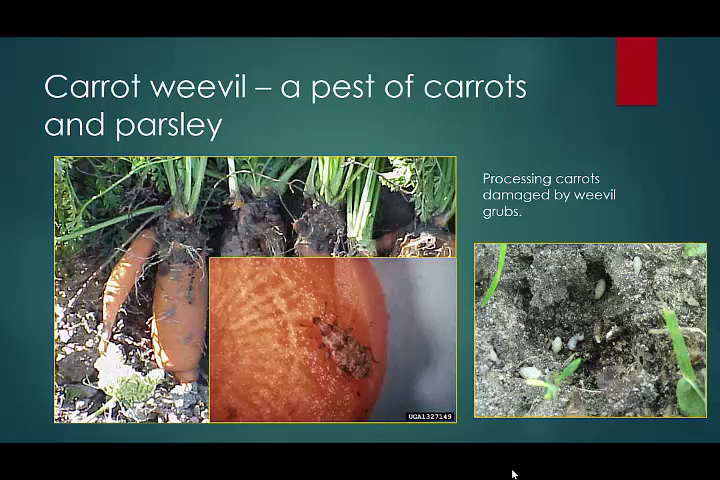 Carrot weevil – a pest of carrots
and parsley
Processing carrots
damaged by weevil
grubs.
UGA1327149